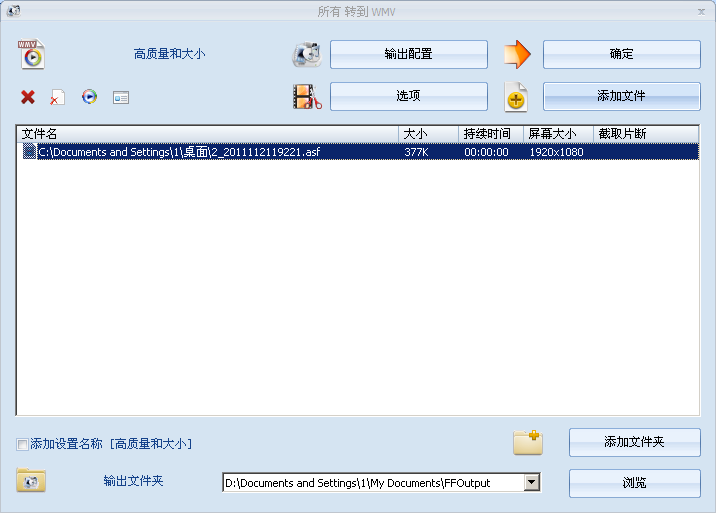 所有 转到 WMV
WMV
高质量和大小
输出配置
确定
选项
添加文件
文件名 大小 持续时间 屏幕大小 截取片断
C:\Documents and Settings\1\桌面\2_2011112119221.asf 377K 00:00:00 1920x1080
添加设置名称 [高质量和大小]
添加文件夹
输出文件夹
D:\Documents and Settings\1\My Documents\FFOutput
浏览